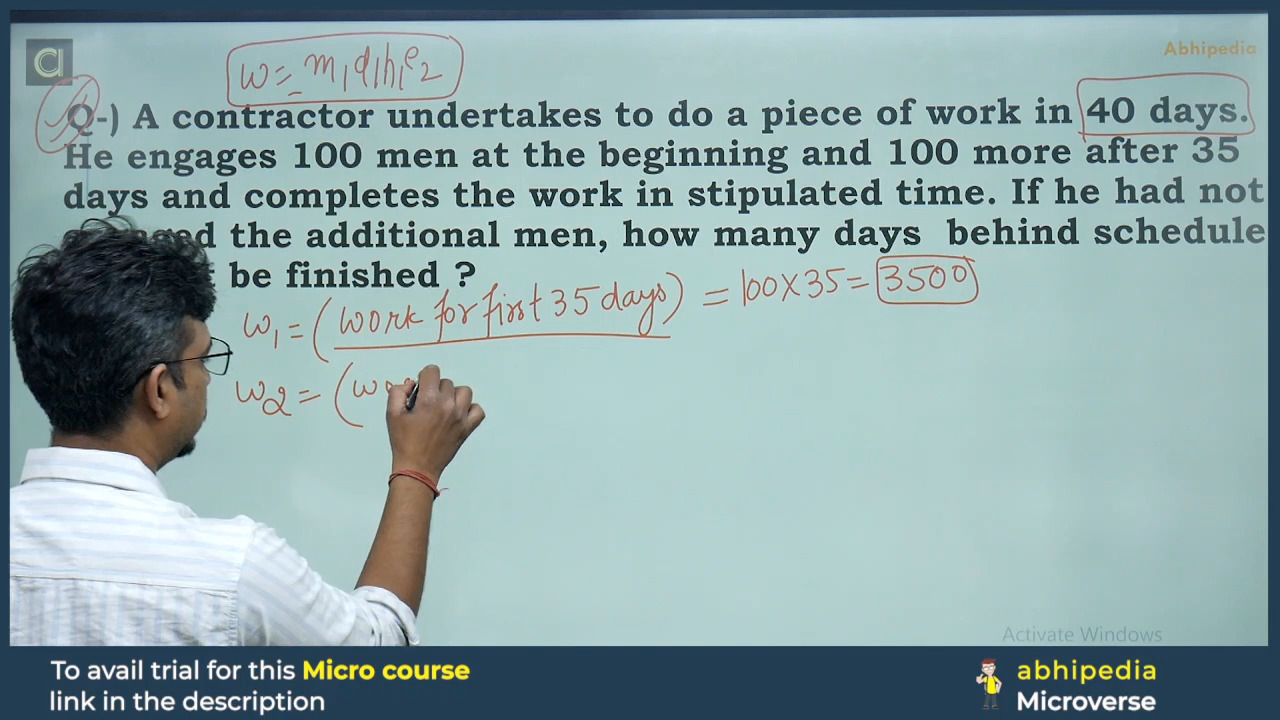 Abhipedia
a
W = m₁d₁h₁e₂
Q-) A contractor undertakes to do a piece of work in 40 days.
He engages 100 men at the beginning and 100 more after 35
days and completes the work in stipulated time. If he had not
the additional men, how many days behind schedule
be finished ?
W₁ = (work for first 35 days) = 100 × 35 = 3500
W₂ = (wo
Activate Windows
To avail trial for this Micro course
link in the description
abhipedia
Microverse